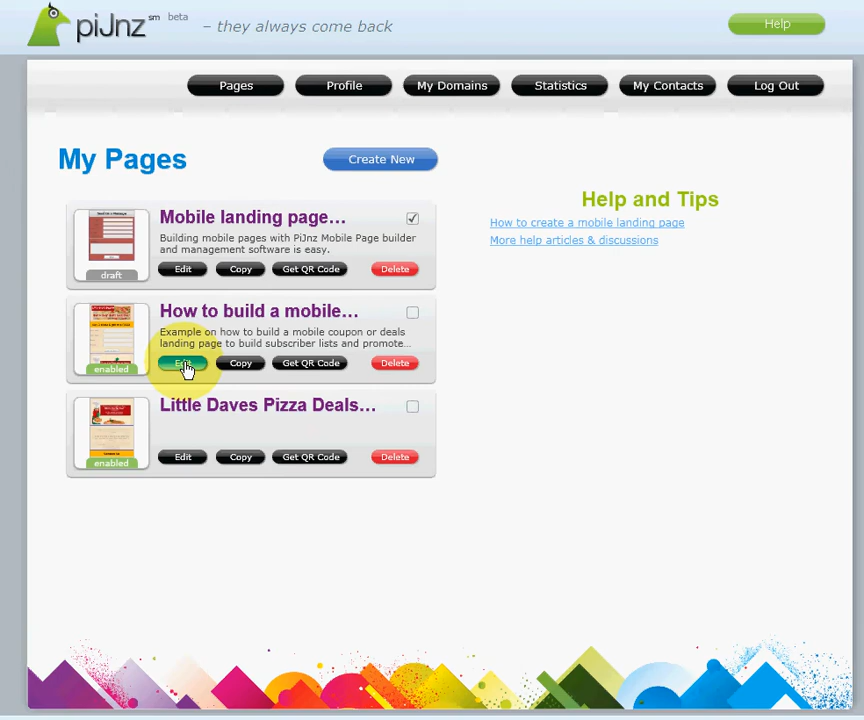 piJnz sm beta – they always come back
Help
Pages Profile My Domains Statistics My Contacts Log Out
My Pages
Create New
Mobile landing page...
Building mobile pages with PiJnz Mobile Page builder
and management software is easy.
draft
Edit Copy Get QR Code Delete
How to build a mobile...
Example on how to build a mobile coupon or deals
landing page to build subscriber lists and promote...
enabled
Edit Copy Get QR Code Delete
Little Daves Pizza Deals...
enabled
Edit Copy Get QR Code Delete
Help and Tips
How to create a mobile landing page
More help articles & discussions